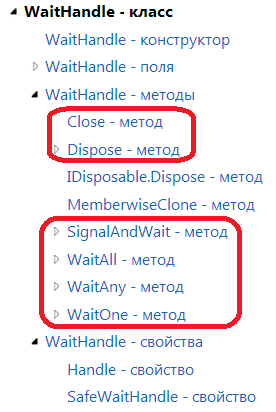 WaitHandle - класс
WaitHandle - конструктор
WaitHandle - поля
WaitHandle - методы
Close - метод
Dispose - метод
IDisposable.Dispose - метод
MemberwiseClone - метод
SignalAndWait - метод
WaitAll - метод
WaitAny - метод
WaitOne - метод
WaitHandle - свойства
Handle - свойство
SafeWaitHandle - свойство